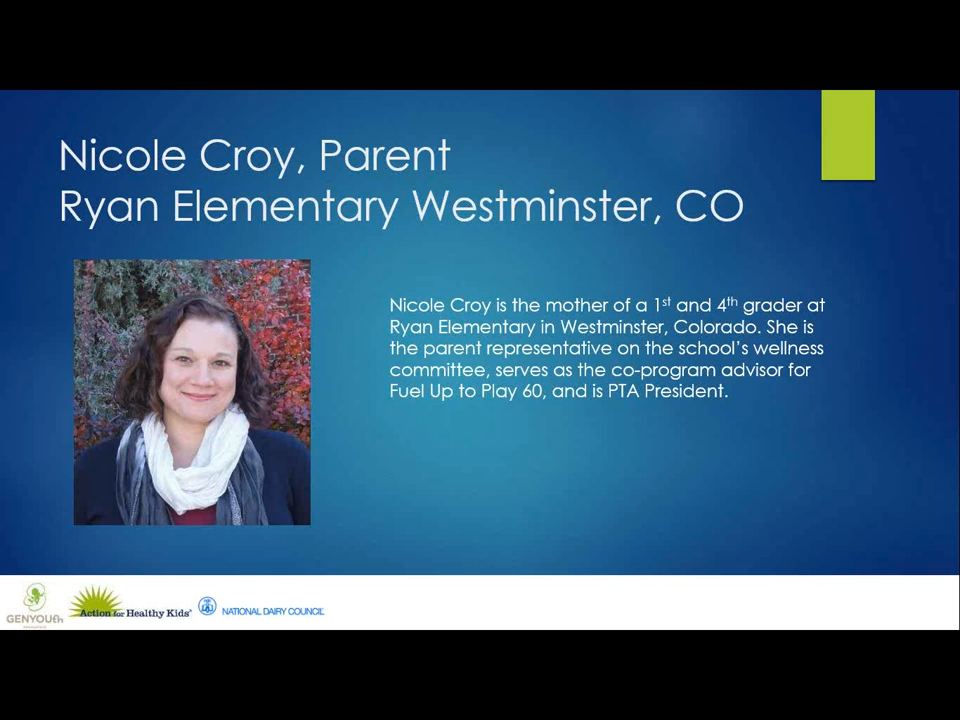 Nicole Croy, Parent
Ryan Elementary Westminster, CO
Nicole Croy is the mother of a 1st and 4th grader at
Ryan Elementary in Westminster, Colorado. She is
the parent representative on the school's wellness
committee, serves as the co-program advisor for
Fuel Up to Play 60, and is PTA President.
GENYOUth
Action for Healthy Kids®
NATIONAL DAIRY COUNCIL